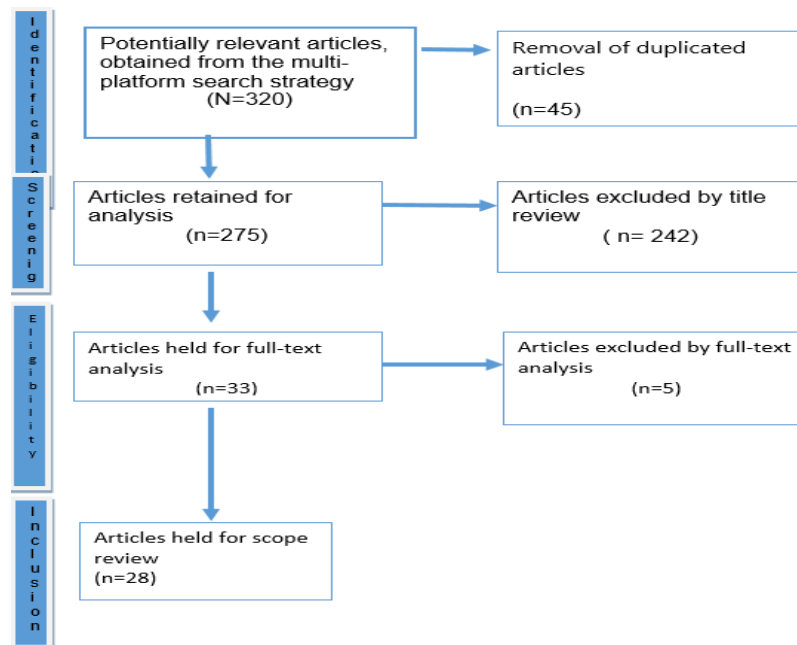 Identificatio
Potentially relevant articles,
obtained from the multi-
platform search strategy
(N=320)
Removal of duplicated
articles
(n=45)
Screenig
Articles retained for
analysis
(n=275)
Articles excluded by title
review
( n= 242)
Eligibility
Articles held for full-text
analysis
(n=33)
Articles excluded by full-text
analysis
(n=5)
Inclusion
Articles held for scope
review
(n=28)